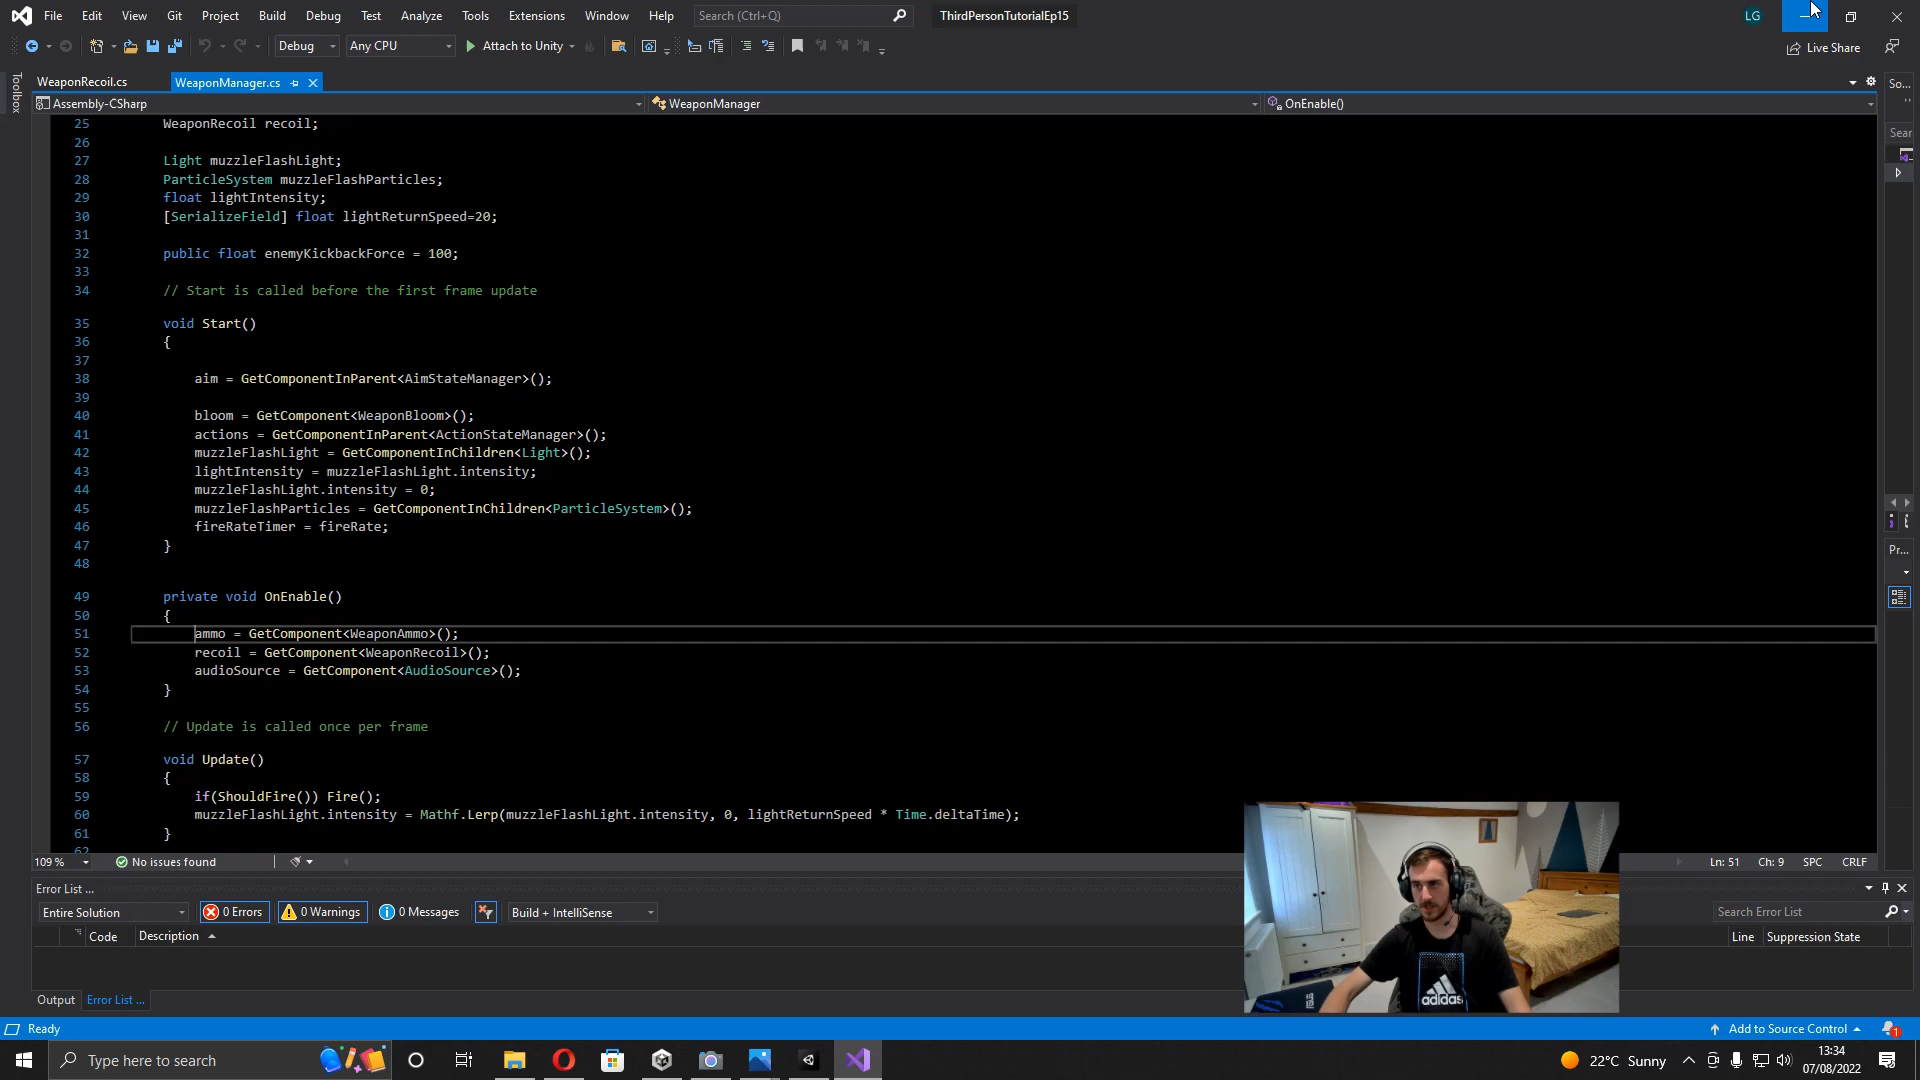 File Edit View Git Project Build Debug Test Analyze Tools Extensions Window Help Search (Ctrl+Q) ThirdPersonTutorialEp15 LG
Debug Any CPU Attach to Unity Live Share
Toolbox
WeaponRecoil.cs WeaponManager.cs So...
Assembly-CSharp WeaponManager OnEnable()
Sear
25 WeaponRecoil recoil;
26
27 Light muzzleFlashLight;
28 ParticleSystem muzzleFlashParticles;
29 float lightIntensity;
30 [SerializeField] float lightReturnSpeed=20;
31
32 public float enemyKickbackForce = 100;
33
34 // Start is called before the first frame update
35 void Start()
36 {
37
38 aim = GetComponentInParent<AimStateManager>();
39
40 bloom = GetComponent<WeaponBloom>();
41 actions = GetComponentInParent<ActionStateManager>();
42 muzzleFlashLight = GetComponentInChildren<Light>();
43 lightIntensity = muzzleFlashLight.intensity;
44 muzzleFlashLight.intensity = 0;
45 muzzleFlashParticles = GetComponentInChildren<ParticleSystem>();
46 fireRateTimer = fireRate;
47 }
48
Pr...
49 private void OnEnable()
50 {
51 ammo = GetComponent<WeaponAmmo>();
52 recoil = GetComponent<WeaponRecoil>();
53 audioSource = GetComponent<AudioSource>();
54 }
55
56 // Update is called once per frame
57 void Update()
58 {
59 if(ShouldFire()) Fire();
60 muzzleFlashLight.intensity = Mathf.Lerp(muzzleFlashLight.intensity, 0, lightReturnSpeed * Time.deltaTime);
61 }
62
109 % No issues found Ln: 51 Ch: 9 SPC CRLF
Error List ...
Entire Solution 0 Errors 0 Warnings 0 Messages Build + IntelliSense Search Error List
Code Description Line Suppression State
adidas
Output Error List ...
Ready Add to Source Control 1
Type here to search 22°C Sunny 13:34
07/08/2022